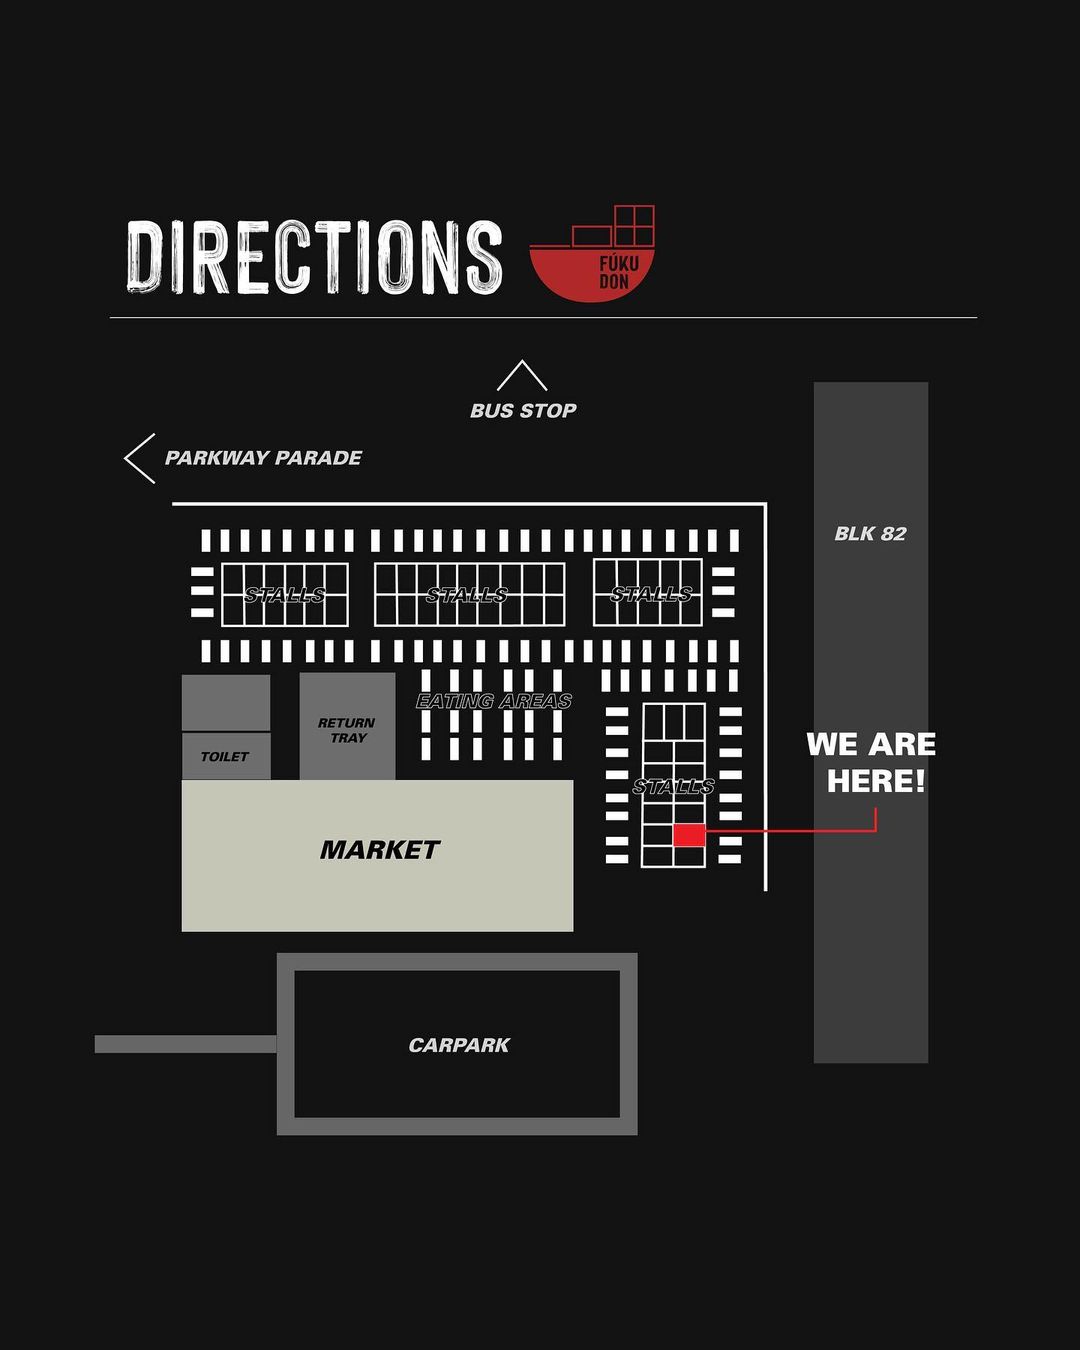 DIRECTIONS
FÚKU
DON
BUS STOP
PARKWAY PARADE
BLK 82
STALLS
STALLS
STALLS
EATING AREAS
RETURN
TRAY
TOILET
WE ARE
HERE!
STALLS
MARKET
CARPARK